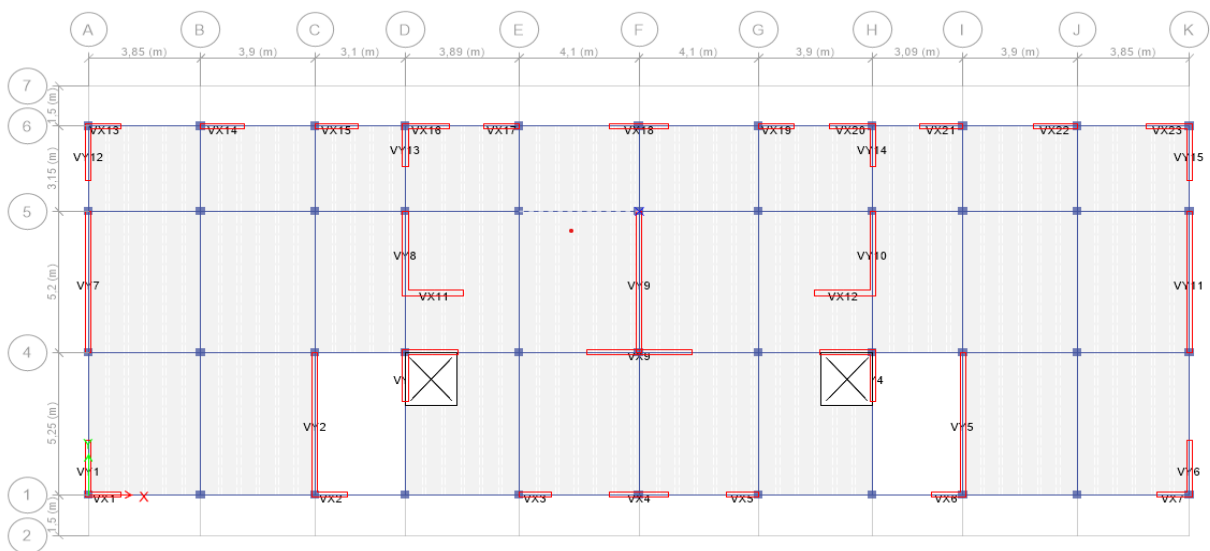 A B C D E F G H I J K
3,85 (m) 3,9 (m) 3,1 (m) 3,89 (m) 4,1 (m) 4,1 (m) 3,9 (m) 3,09 (m) 3,9 (m) 3,85 (m)
7
1,5 (m)
6
VX13 VX14 VX15 VX16 VX17 VX18 VX19 VX20 VX21 VX22 VX23
VY12 VY13 VY14 VY15
3,15 (m)
5
VY8 VY10
5,2 (m)
VY7 VY9 VY11
VX11 VX12
4
VX9
5,25 (m)
VY2 VY5
VY1 VY6
1
VX1 X VX2 VX3 VX4 VX5 VX6 VX7
1,5 (m)
2